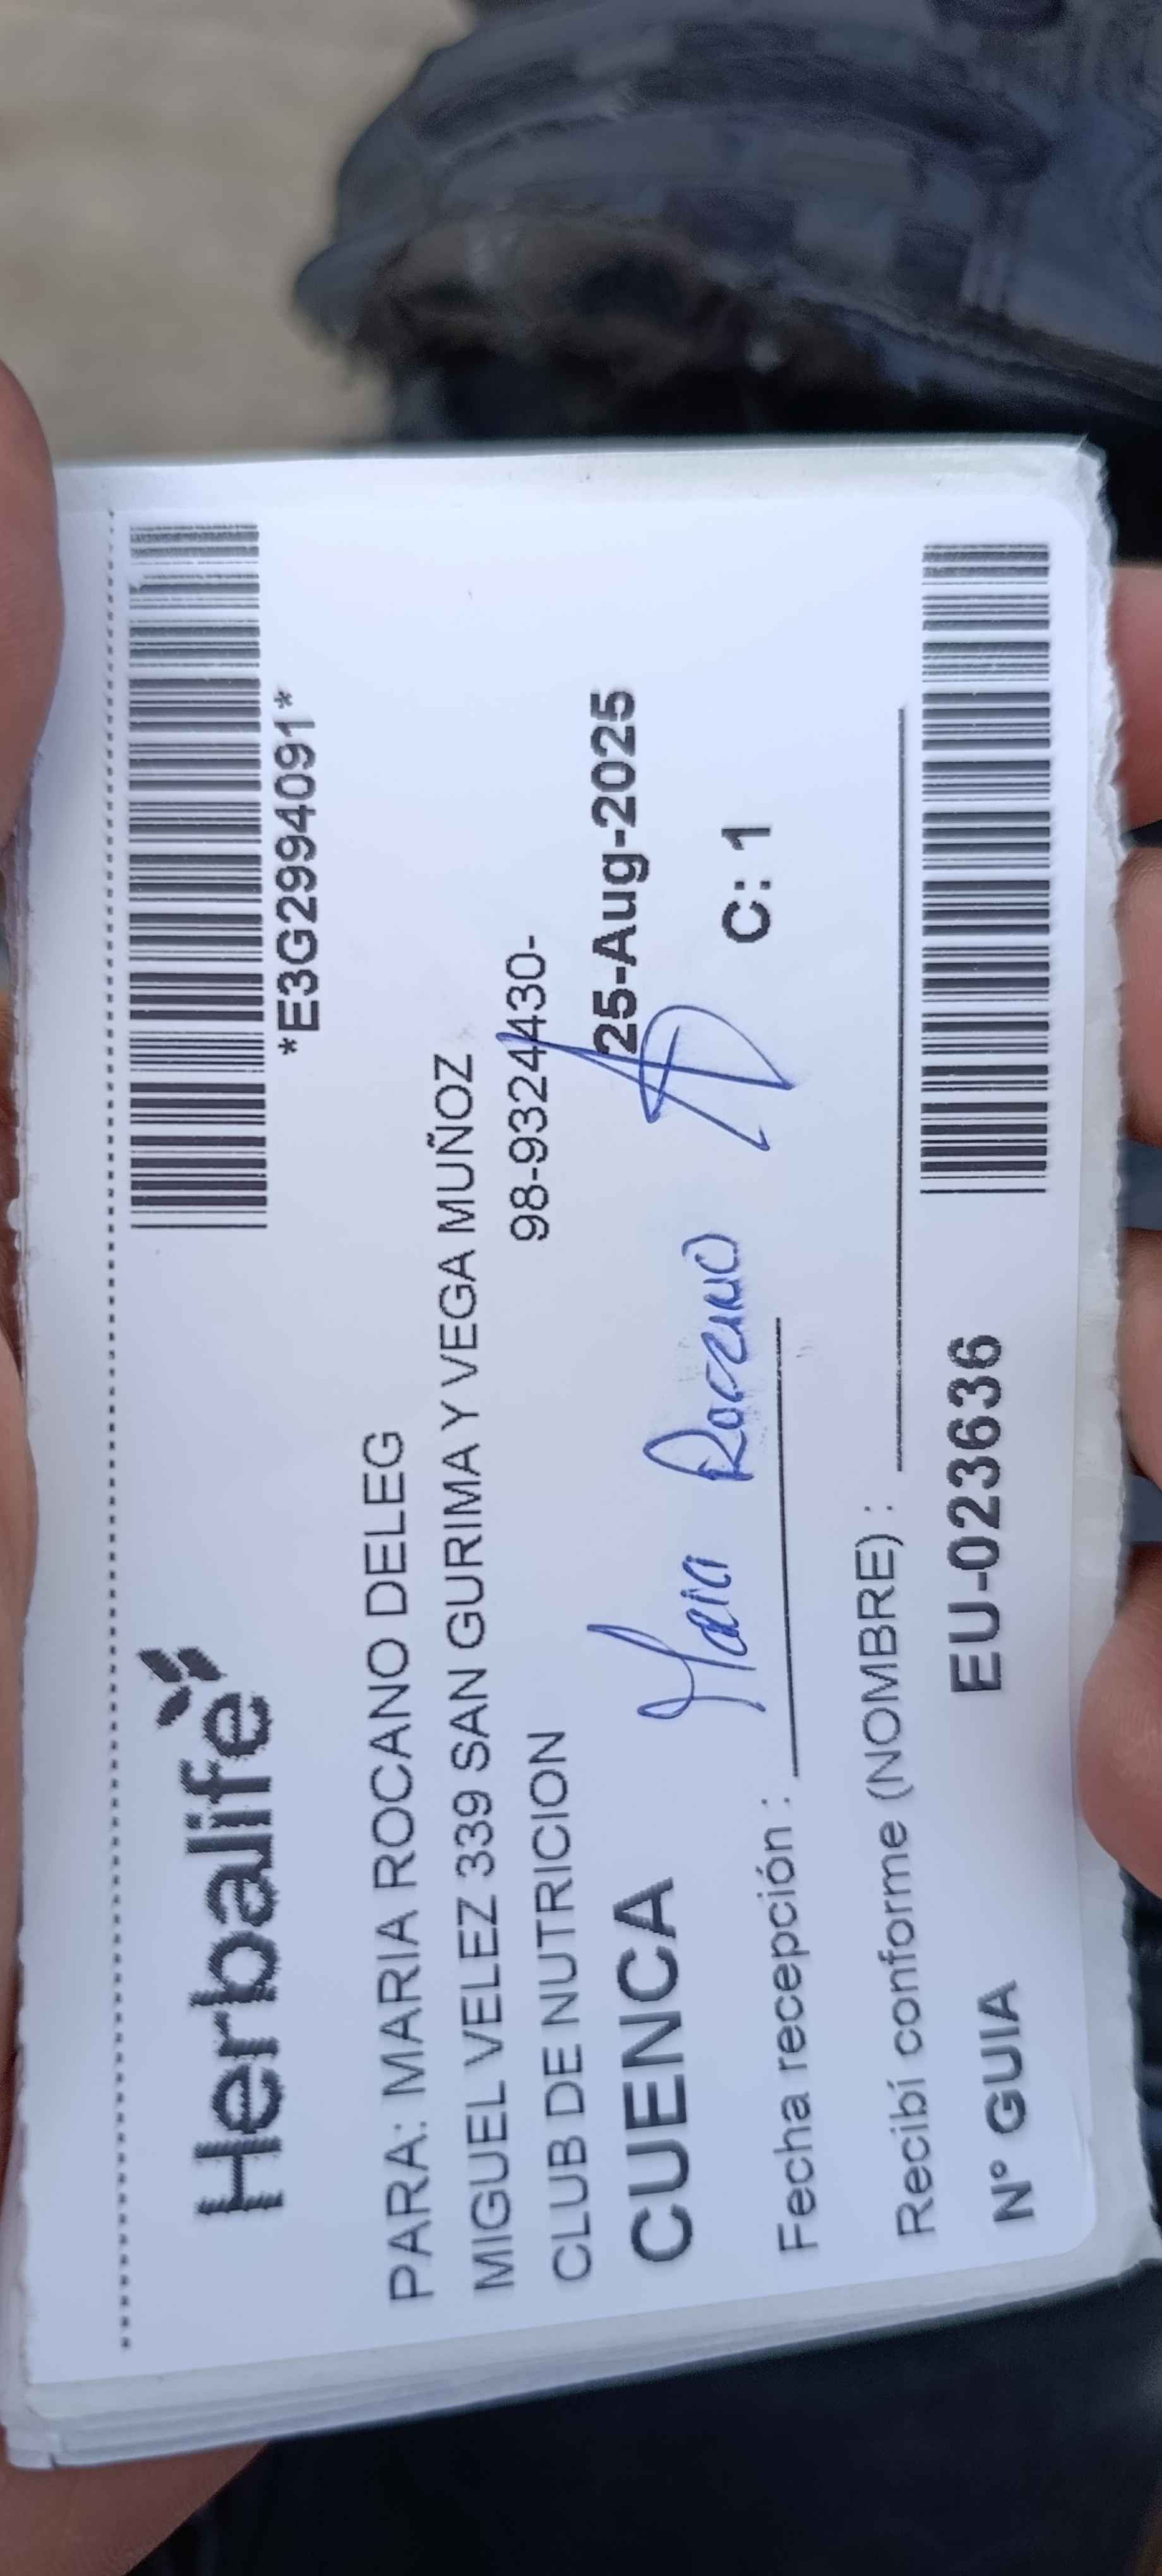 Herbalife
*E3G2994091*
PARA: MARIA ROCANO DELEG
MIGUEL VELEZ 339 SAN GURIMA Y VEGA MUÑOZ
CLUB DE NUTRICION 98-9324430-
CUENCA 25-Aug-2025
Maria Rocano
Fecha recepción : C: 1
Recibí conforme (NOMBRE) :
Nº GUIA EU-023636